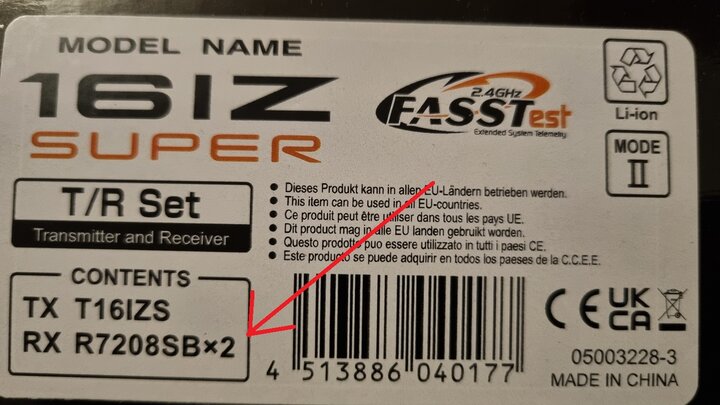 MODEL NAME
16IZ
SUPER
2.4GHz
FASSTest
Extended System Telemetry
Li-ion
MODE
II
T/R Set
Transmitter and Receiver
CONTENTS
TX T16IZS
RX R7208SB×2
● Dieses Produkt kann in allen EU-Ländern betrieben werden.
● This item can be used in all EU-countries.
● Ce produit peut être utiliser dans tous les pays UE.
● Dit product mag in alle EU landen gebruikt worden.
● Questo prodotto puo essere utilizzato in tutti i paesi CE.
● Este producto se puede adquirir en todos los paeses de la C.C.E.E.
4 513886 040177
CE UK CA
05003228-3
MADE IN CHINA